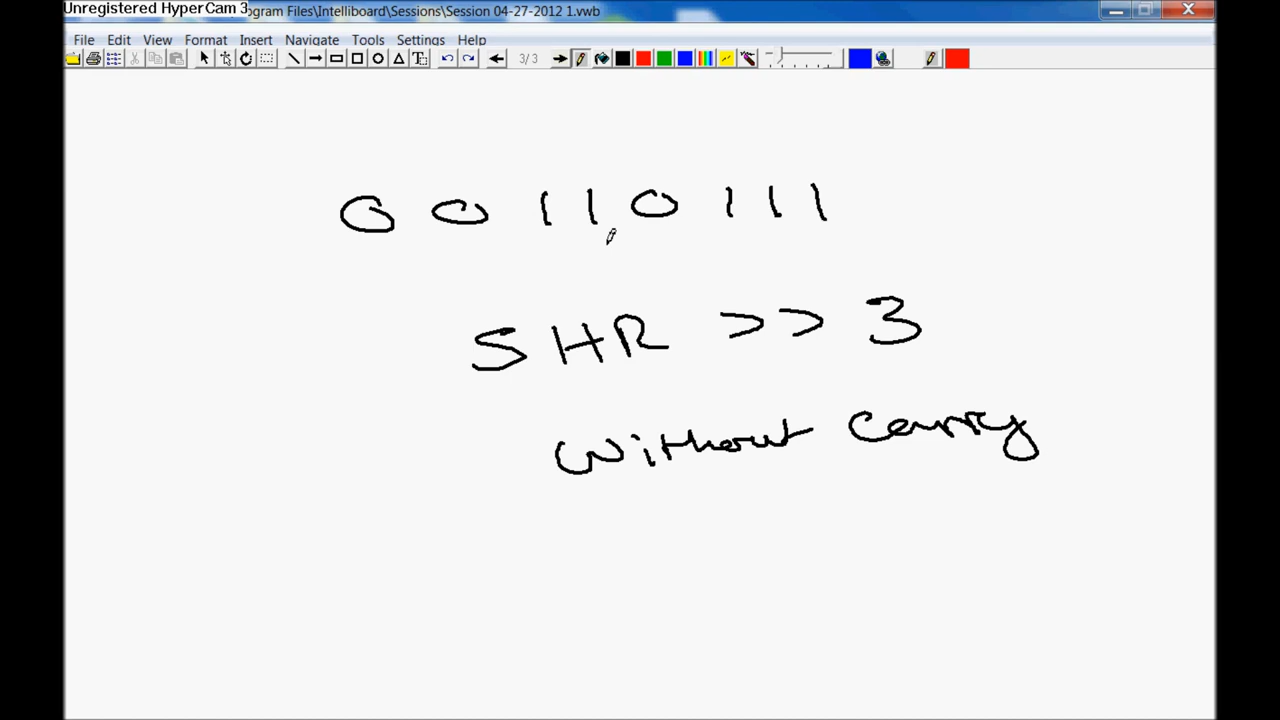 Unregistered HyperCam 3
ogram Files\Intelliboard\Sessions\Session 04-27-2012 1.vwb
File Edit View Format Insert Navigate Tools Settings Help
3/3
0 0 1 1 0 1 1 1
SHR >> 3
Without Carry